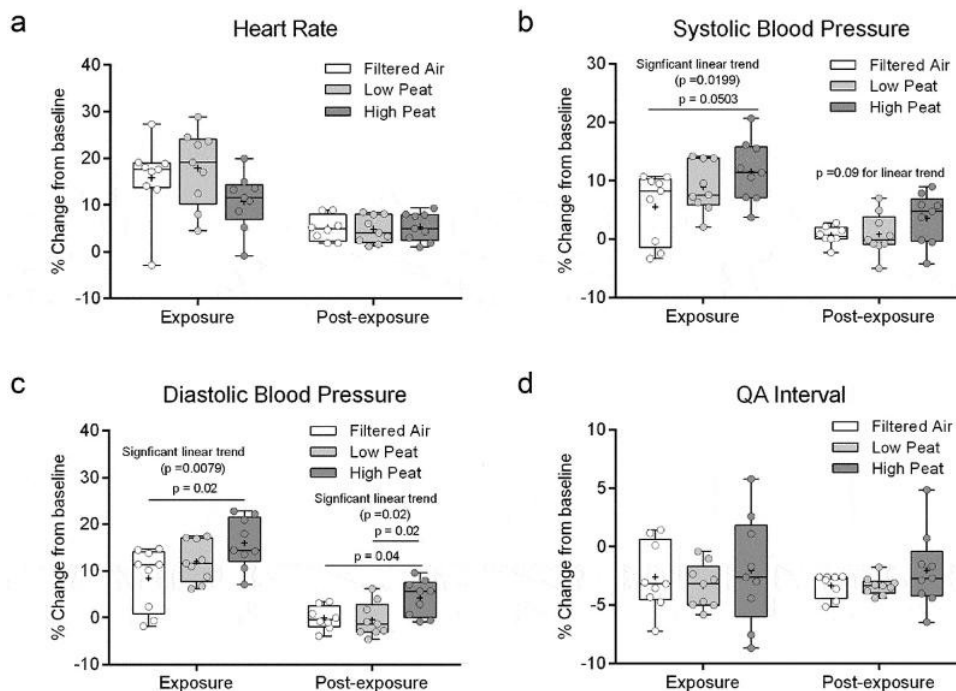 a
Heart Rate
% Change from baseline
40
30
20
10
0
-10
Filtered Air
Low Peat
High Peat
Exposure
Post-exposure
b
Systolic Blood Pressure
% Change from baseline
30
20
10
0
-10
Signficant linear trend
(p =0.0199)
p = 0.0503
Filtered Air
Low Peat
High Peat
p =0.09 for linear trend
Exposure
Post-exposure
c
Diastolic Blood Pressure
% Change from baseline
40
30
20
10
0
-10
Signficant linear trend
(p =0.0079)
p = 0.02
Filtered Air
Low Peat
High Peat
Signficant linear trend
(p =0.02)
p = 0.02
p = 0.04
Exposure
Post-exposure
d
QA Interval
% Change from baseline
10
5
0
-5
-10
Filtered Air
Low Peat
High Peat
Exposure
Post-exposure